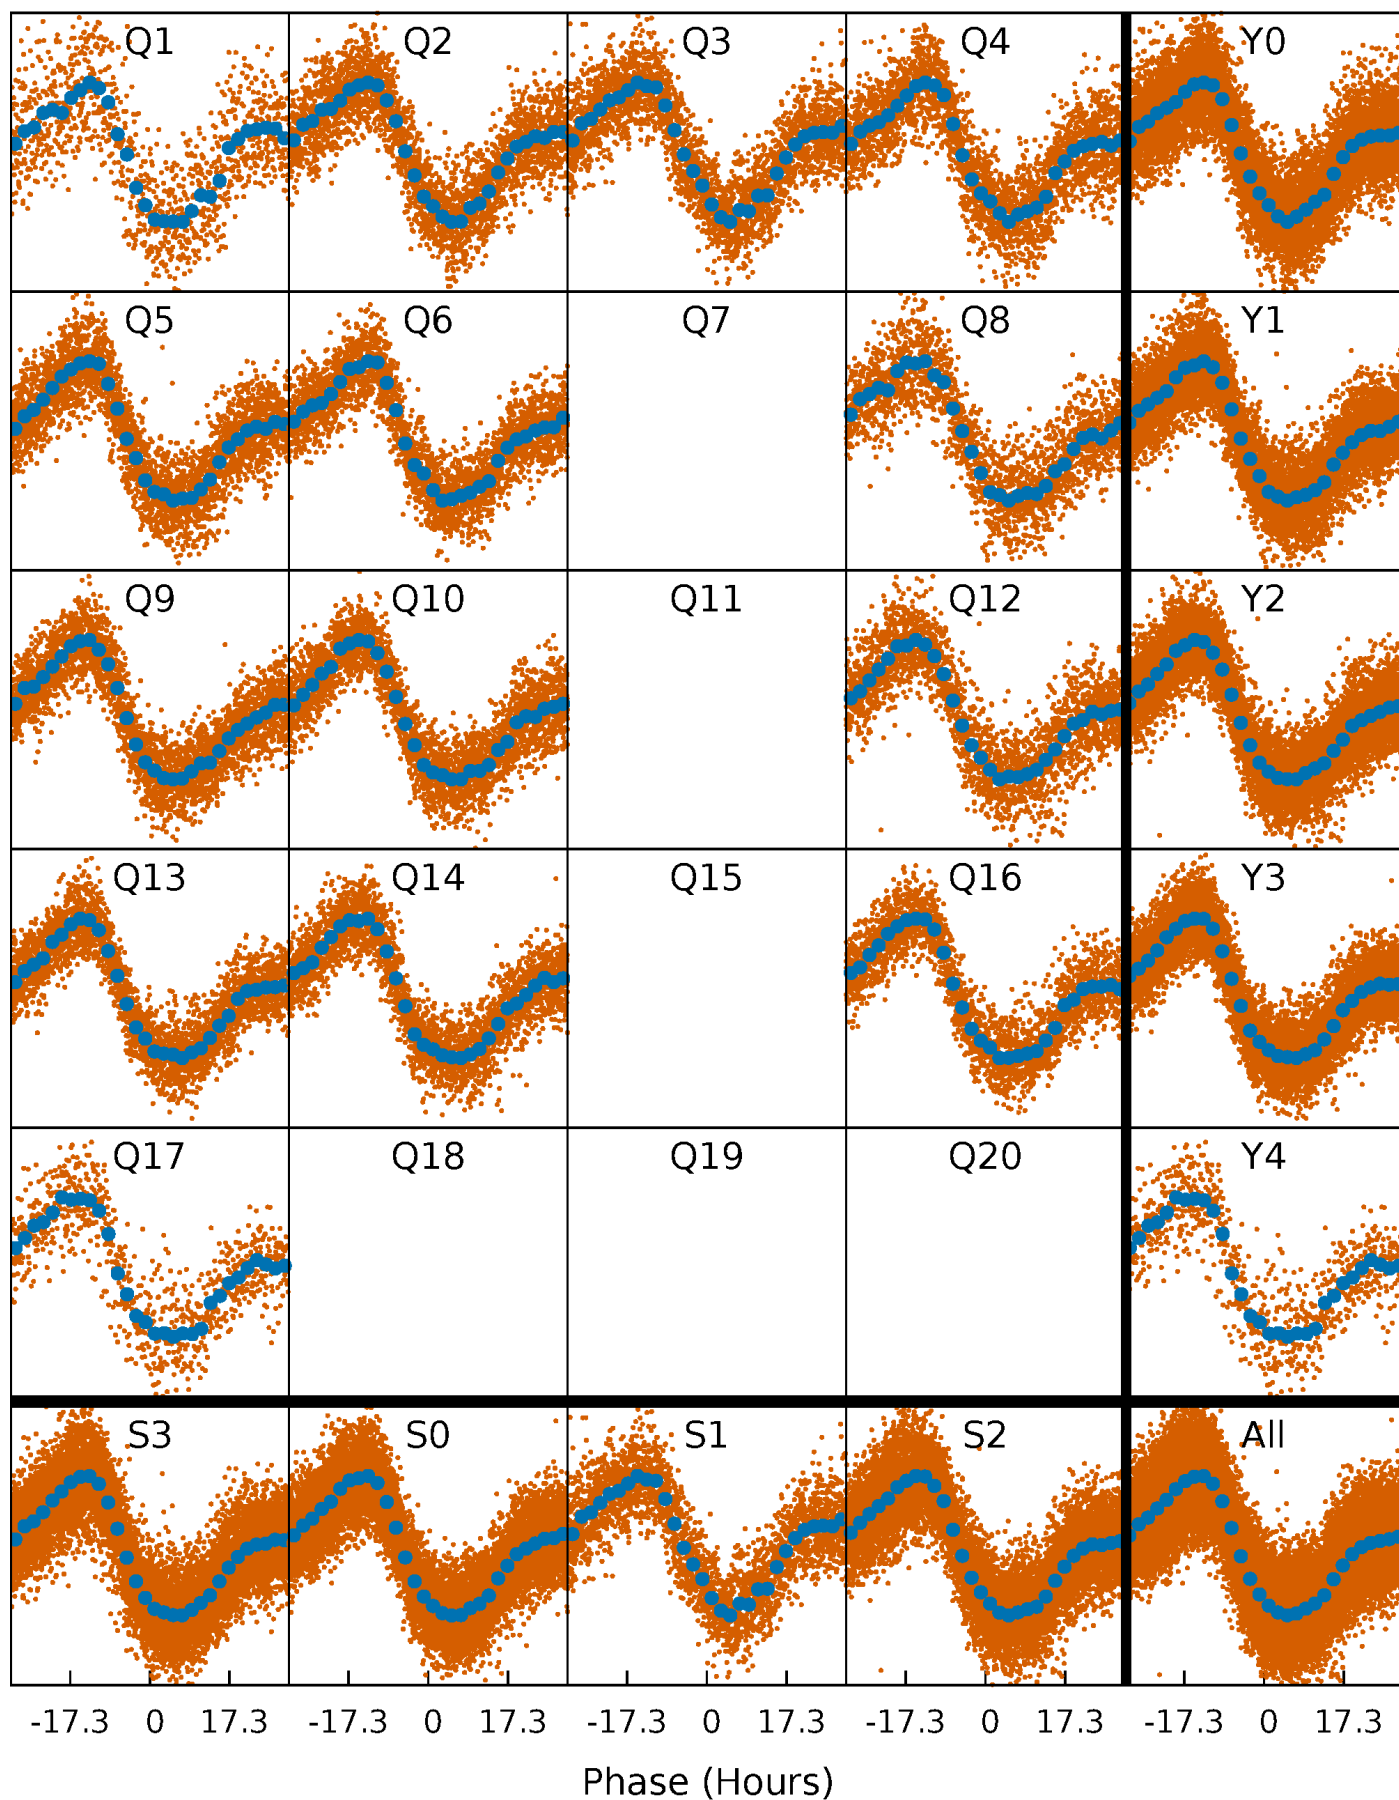 Q1 Q2 Q3 Q4 Y0
Q5 Q6 Q7 Q8 Y1
Q9 Q10 Q11 Q12 Y2
Q13 Q14 Q15 Q16 Y3
Q17 Q18 Q19 Q20 Y4
S3 S0 S1 S2 All
-17.3 0 17.3 -17.3 0 17.3 -17.3 0 17.3 -17.3 0 17.3 -17.3 0 17.3
Phase (Hours)